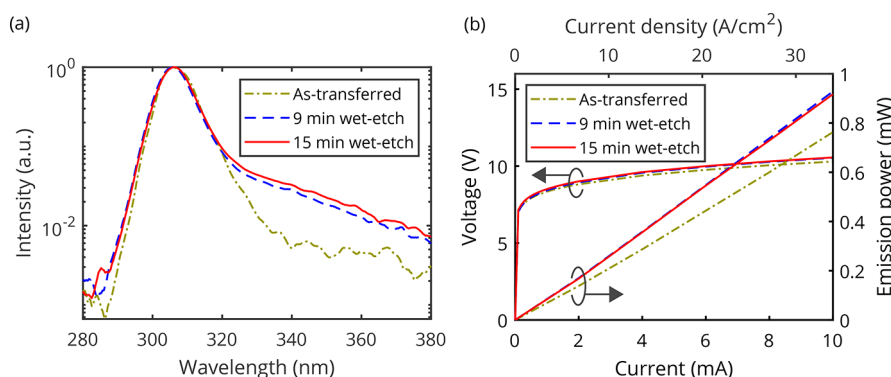 (a)
10^0
10^-2
Intensity (a.u.)
280 300 320 340 360 380
Wavelength (nm)
As-transferred
9 min wet-etch
15 min wet-etch
(b)
Current density (A/cm^2)
0 10 20 30
15
10
5
0
Voltage (V)
As-transferred
9 min wet-etch
15 min wet-etch
1
0.8
0.6
0.4
0.2
0
Emission power (mW)
0 2 4 6 8 10
Current (mA)